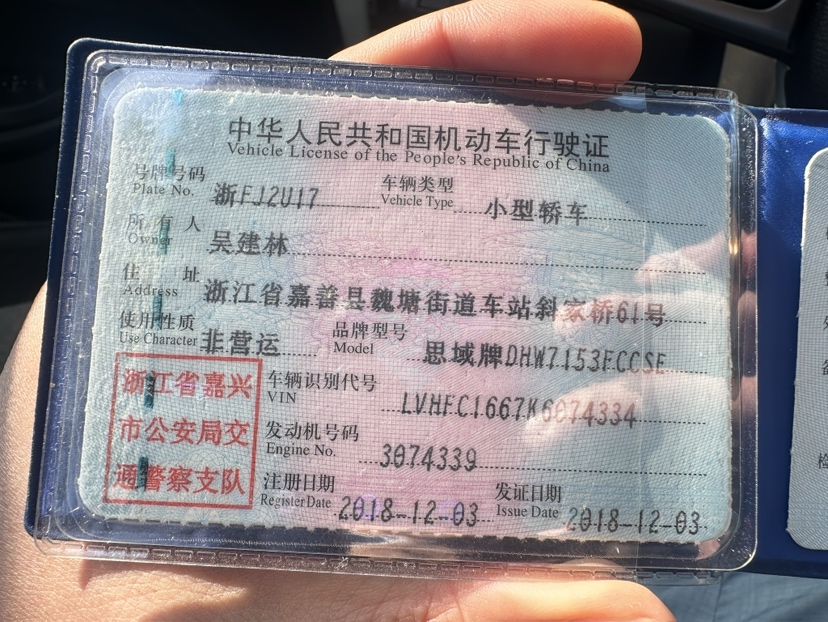 中华人民共和国机动车行驶证
Vehicle License of the People's Republic of China
号牌号码 浙FJ2U17 车辆类型 小型轿车
Plate No. Vehicle Type
所有人 吴建林
Owner
住址 浙江省嘉善县魏塘街道车站斜家桥61号
Address
使用性质 非营运 品牌型号 思域牌DHW7153FCCSE
Use Character Model
浙江省嘉兴
市公安局交
通警察支队
车辆识别代号 LVHFC1667K6074334
VIN
发动机号码 3074339
Engine No.
注册日期 2018-12-03 发证日期 2018-12-03
Register Date Issue Date